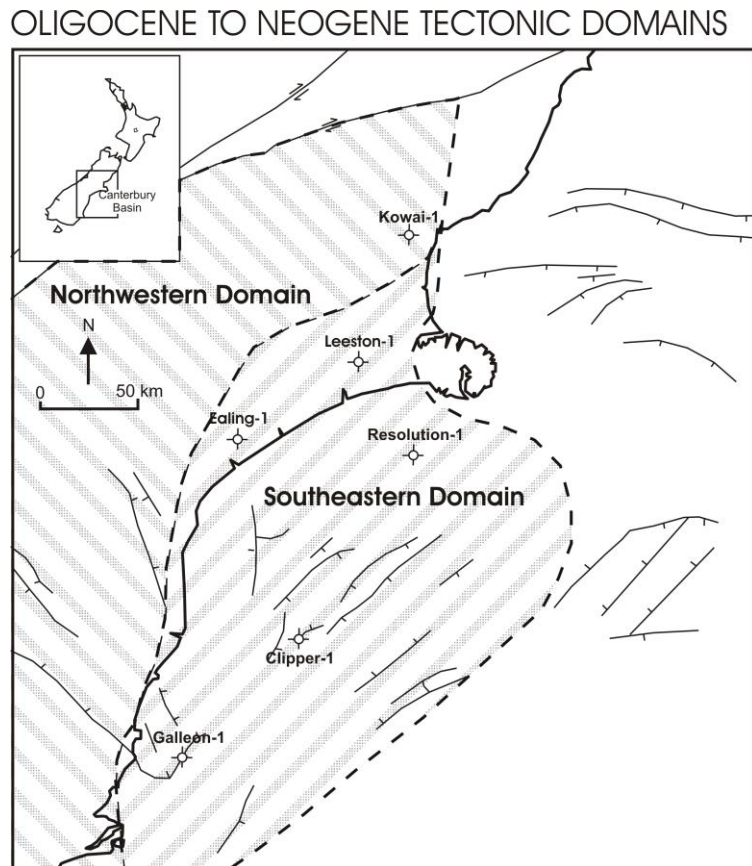 OLIGOCENE TO NEOGENE TECTONIC DOMAINS
Canterbury
Basin
Kowai-1
Northwestern Domain
N
Leeston-1
0 50 km
Ealing-1
Resolution-1
Southeastern Domain
Clipper-1
Galleon-1